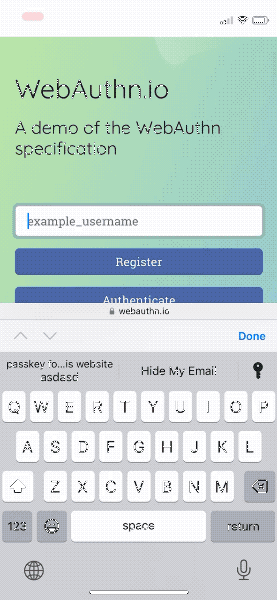 WebAuthn.io
A demo of the WebAuthn
specification
example_username
Register
Authenticate
webauthn.io
Done
passkey fo...is website
asdasd
Hide My Email
Q W E R T Y U I O P
A S D F G H J K L
Z X C V B N M
123
space
return